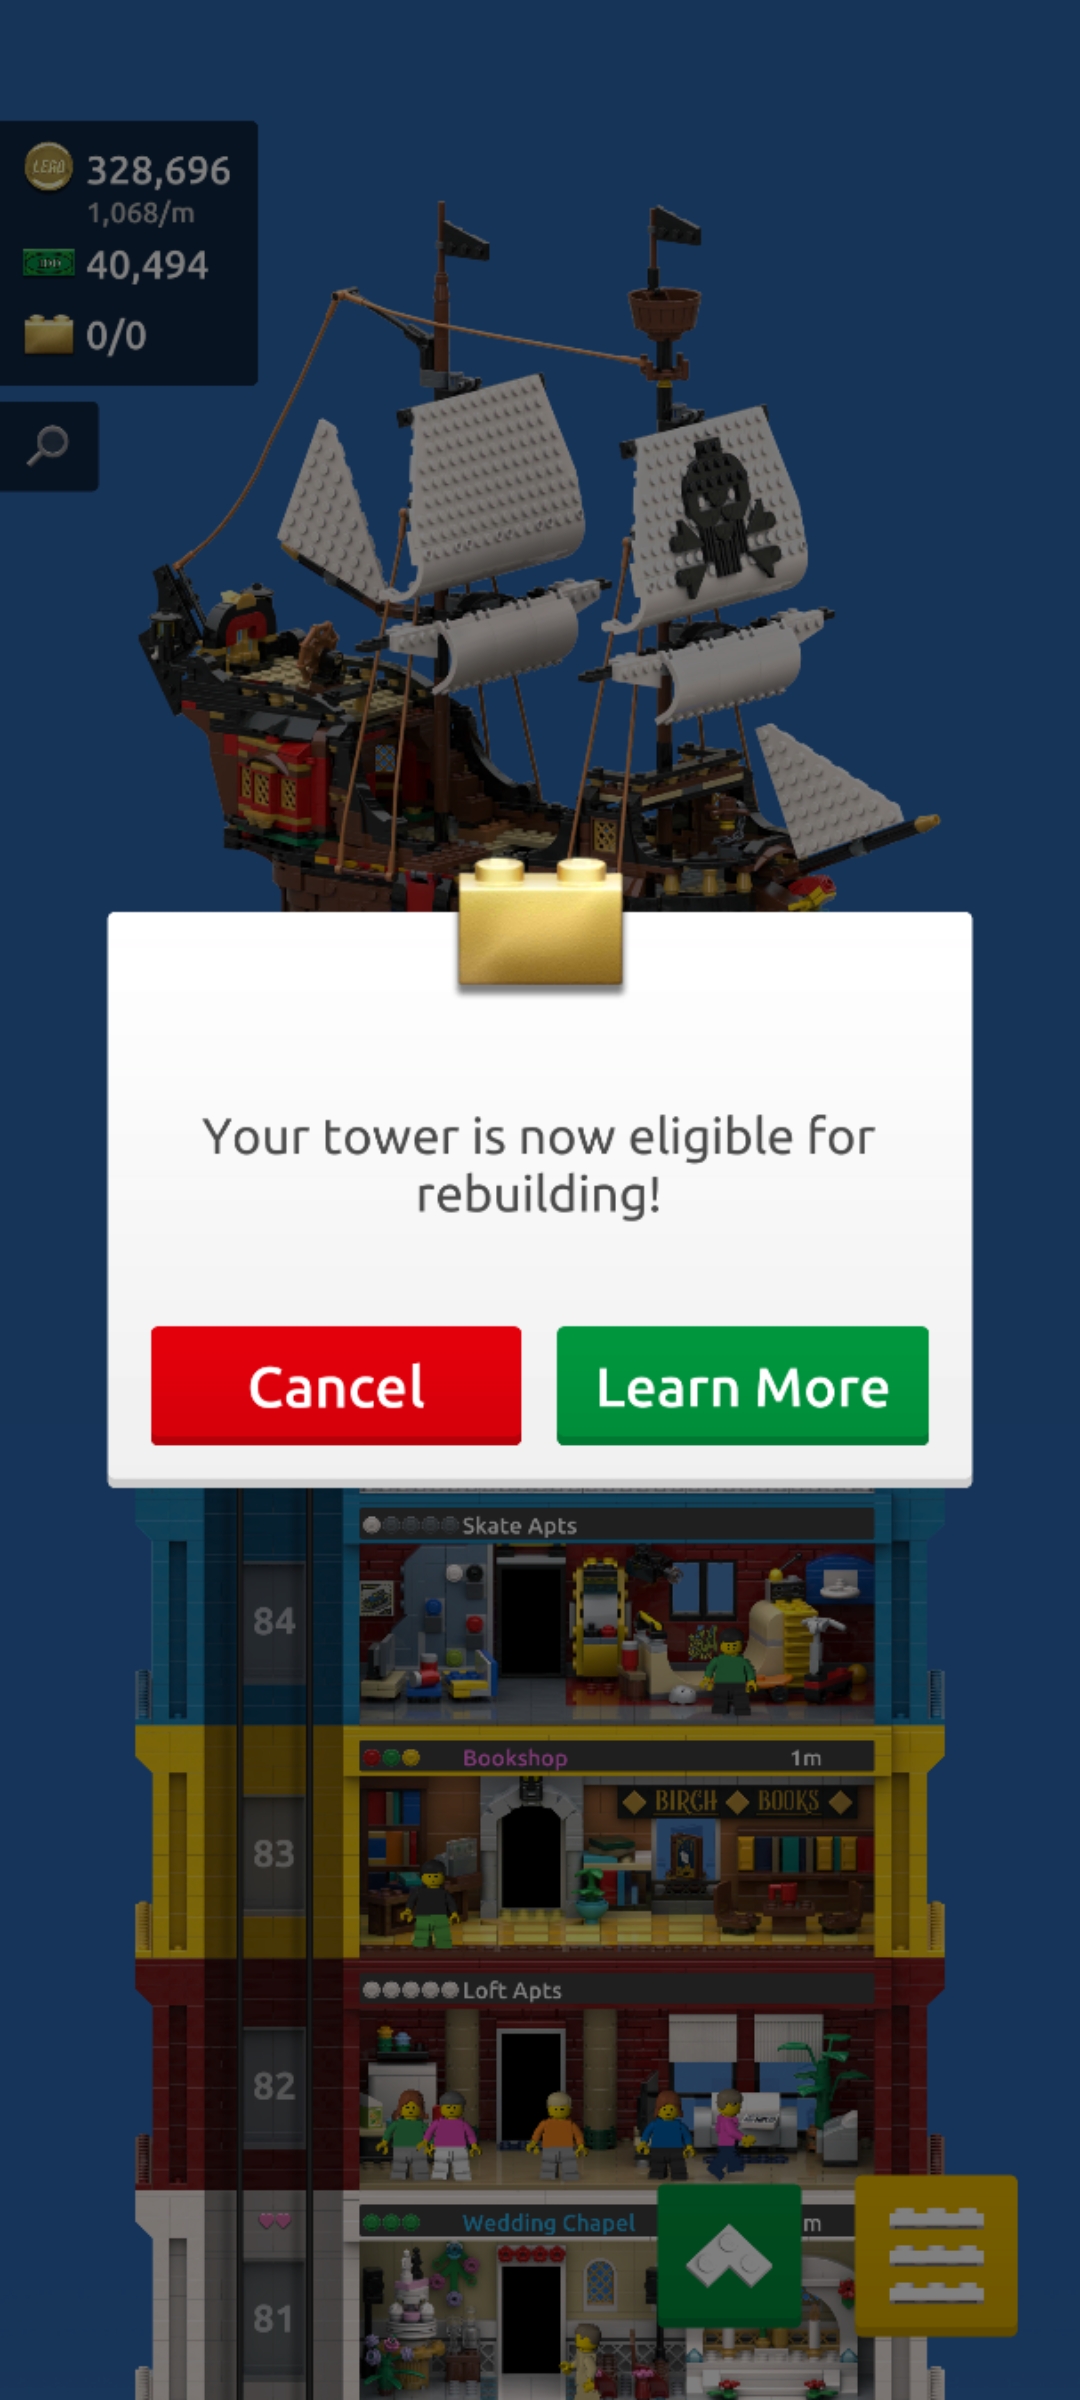 LEGO
328,696
1,068/m
40,494
0/0
Your tower is now eligible for
rebuilding!
Cancel
Learn More
Skate Apts
84
Bookshop
1m
BIRCH BOOKS
83
Loft Apts
82
Wedding Chapel
m
81